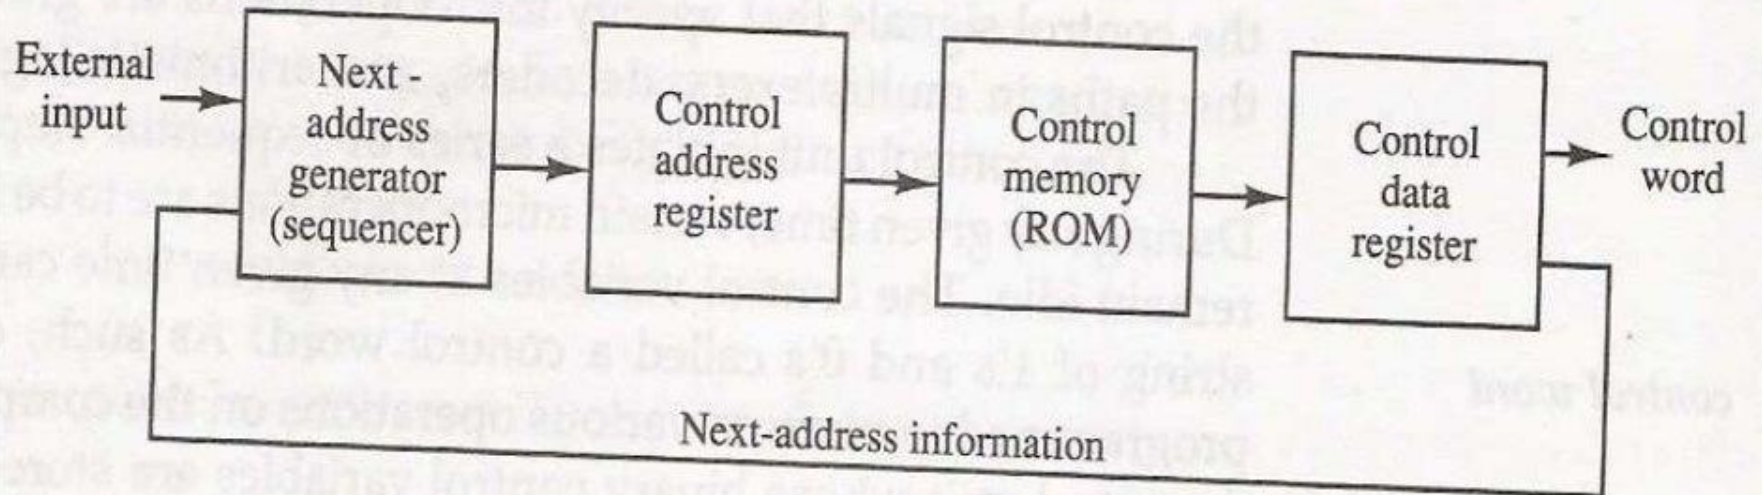 External
input
Next -
address
generator
(sequencer)
Control
address
register
Control
memory
(ROM)
Control
data
register
Control
word
Next-address information